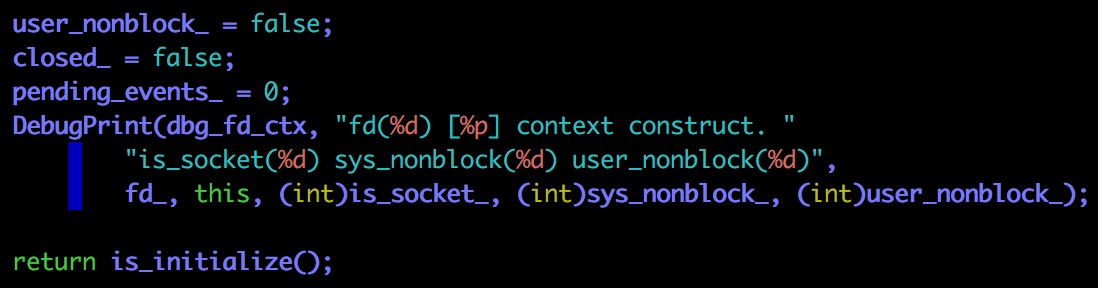 user_nonblock_ = false;
closed_ = false;
pending_events_ = 0;
DebugPrint(dbg_fd_ctx, "fd(%d) [%p] context construct. "
        "is_socket(%d) sys_nonblock(%d) user_nonblock(%d)",
        fd_, this, (int)is_socket_, (int)sys_nonblock_, (int)user_nonblock_);

return is_initialize();